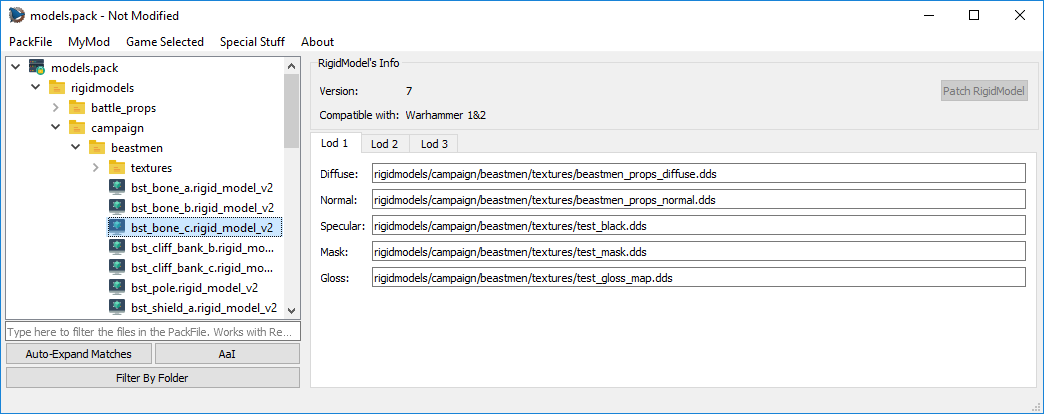 models.pack - Not Modified
PackFile MyMod Game Selected Special Stuff About
models.pack
rigidmodels
battle_props
campaign
beastmen
textures
bst_bone_a.rigid_model_v2
bst_bone_b.rigid_model_v2
bst_bone_c.rigid_model_v2
bst_cliff_bank_b.rigid_mo...
bst_cliff_bank_c.rigid_mo...
bst_pole.rigid_model_v2
bst_shield_a.rigid_model_v2
Type here to filter the files in the PackFile. Works with Re...
Auto-Expand Matches AaI
Filter By Folder
RigidModel's Info
Version: 7
Patch RigidModel
Compatible with: Warhammer 1&2
Lod 1 Lod 2 Lod 3
Diffuse: rigidmodels/campaign/beastmen/textures/beastmen_props_diffuse.dds
Normal: rigidmodels/campaign/beastmen/textures/beastmen_props_normal.dds
Specular: rigidmodels/campaign/beastmen/textures/test_black.dds
Mask: rigidmodels/campaign/beastmen/textures/test_mask.dds
Gloss: rigidmodels/campaign/beastmen/textures/test_gloss_map.dds